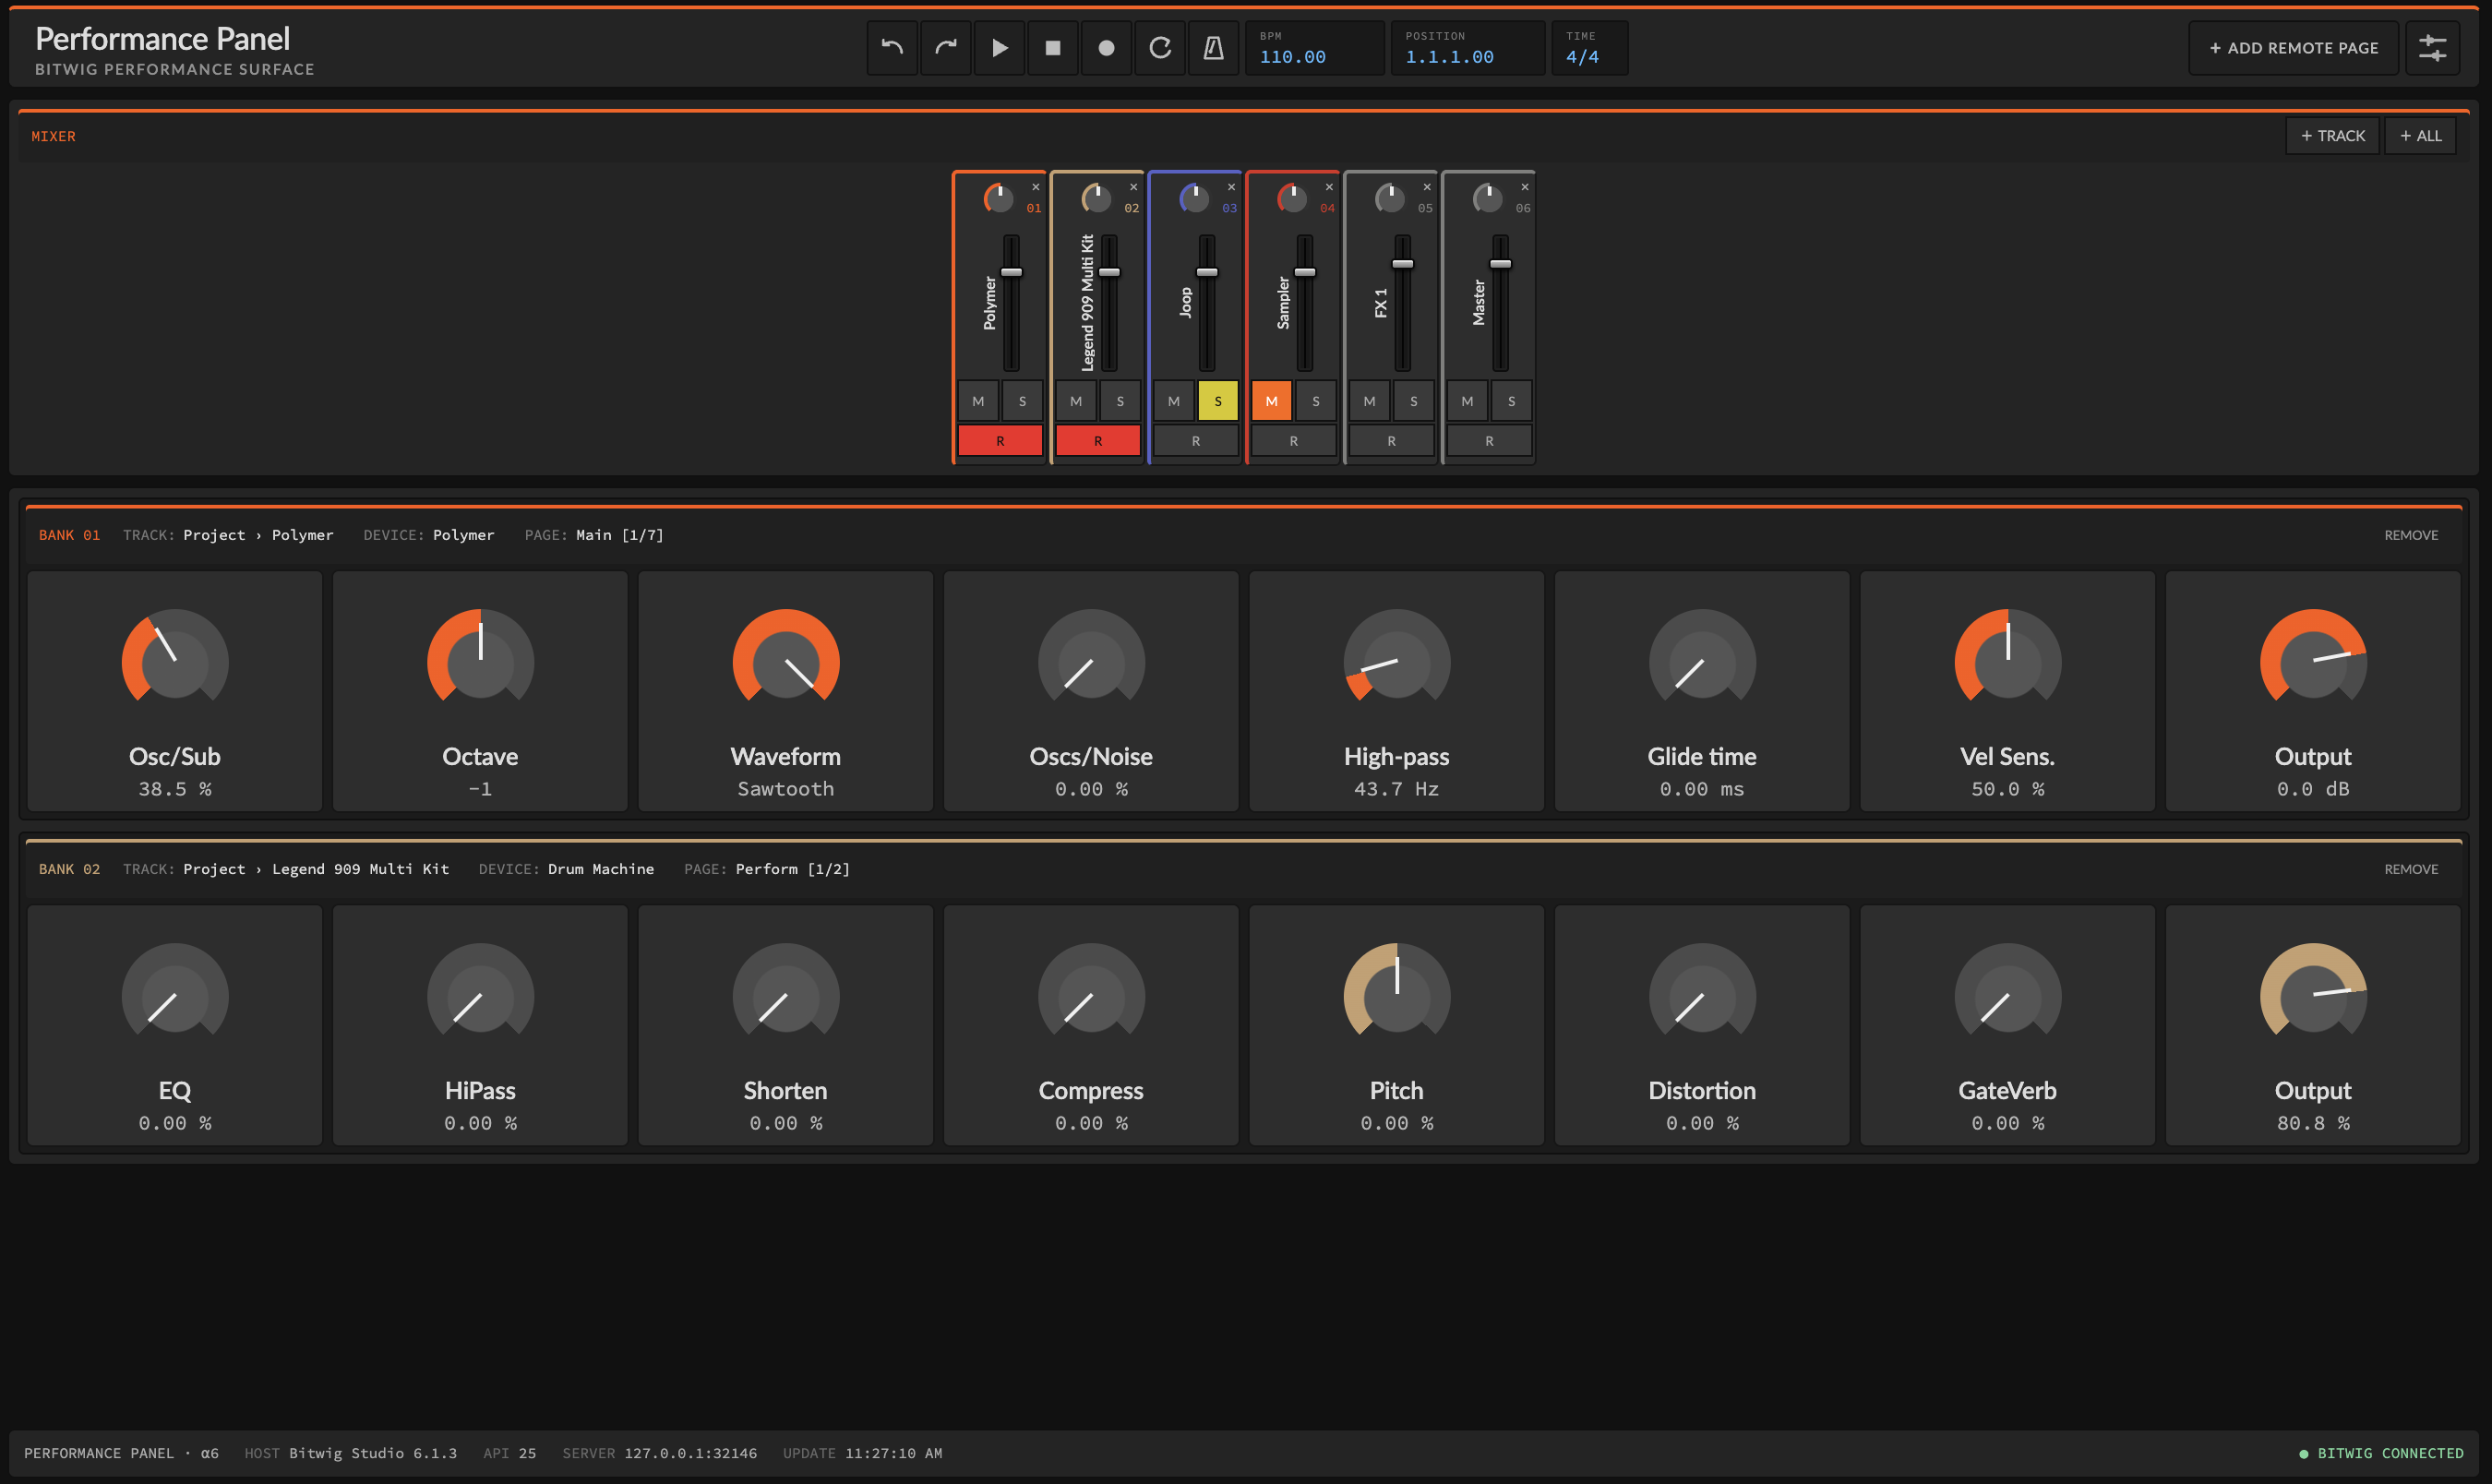 Performance Panel
BITWIG PERFORMANCE SURFACE
BPM
110.00
POSITION
1.1.1.00
TIME
4/4
+ ADD REMOTE PAGE
MIXER
+ TRACK
+ ALL
× 01
Polymer
M S
R
× 02
Legend 909 Multi Kit
M S
R
× 03
Joop
M S
R
× 04
Sampler
M S
R
× 05
FX 1
M S
R
× 06
Master
M S
R
BANK 01 TRACK: Project › Polymer DEVICE: Polymer PAGE: Main [1/7] REMOVE
Osc/Sub
38.5 %
Octave
-1
Waveform
Sawtooth
Oscs/Noise
0.00 %
High-pass
43.7 Hz
Glide time
0.00 ms
Vel Sens.
50.0 %
Output
0.0 dB
BANK 02 TRACK: Project › Legend 909 Multi Kit DEVICE: Drum Machine PAGE: Perform [1/2] REMOVE
EQ
0.00 %
HiPass
0.00 %
Shorten
0.00 %
Compress
0.00 %
Pitch
0.00 %
Distortion
0.00 %
GateVerb
0.00 %
Output
80.8 %
PERFORMANCE PANEL · α6 HOST Bitwig Studio 6.1.3 API 25 SERVER 127.0.0.1:32146 UPDATE 11:27:10 AM BITWIG CONNECTED